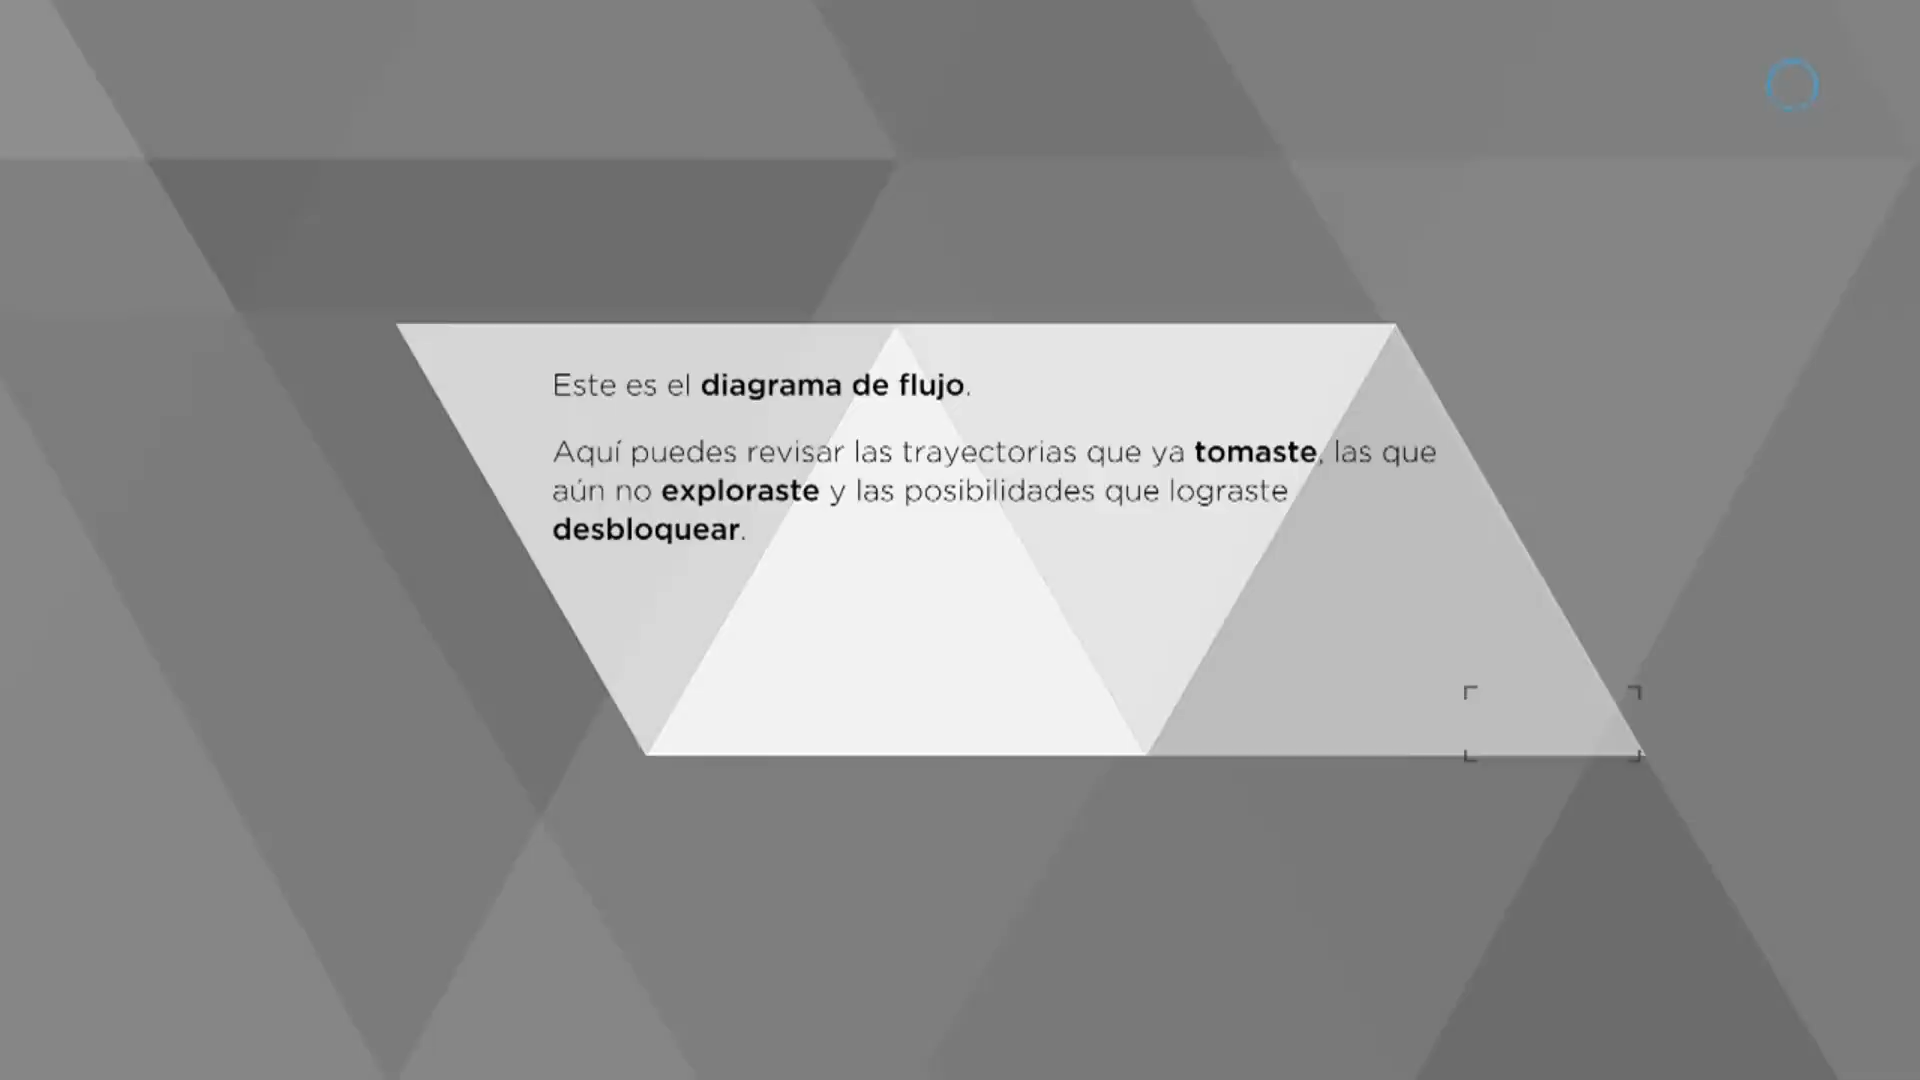 Este es el diagrama de flujo.
Aquí puedes revisar las trayectorias que ya tomaste, las que
aún no exploraste y las posibilidades que lograste
desbloquear.